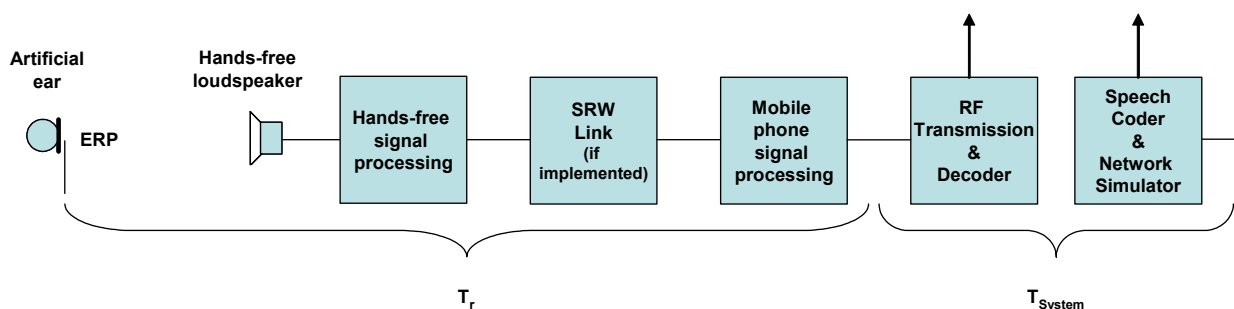 Artificial
ear
ERP
Hands-free
loudspeaker
Hands-free
signal
processing
SRW
Link
(if
implemented)
Mobile
phone
signal
processing
RF
Transmission
&
Decoder
Speech
Coder
&
Network
Simulator
Tr
TSystem